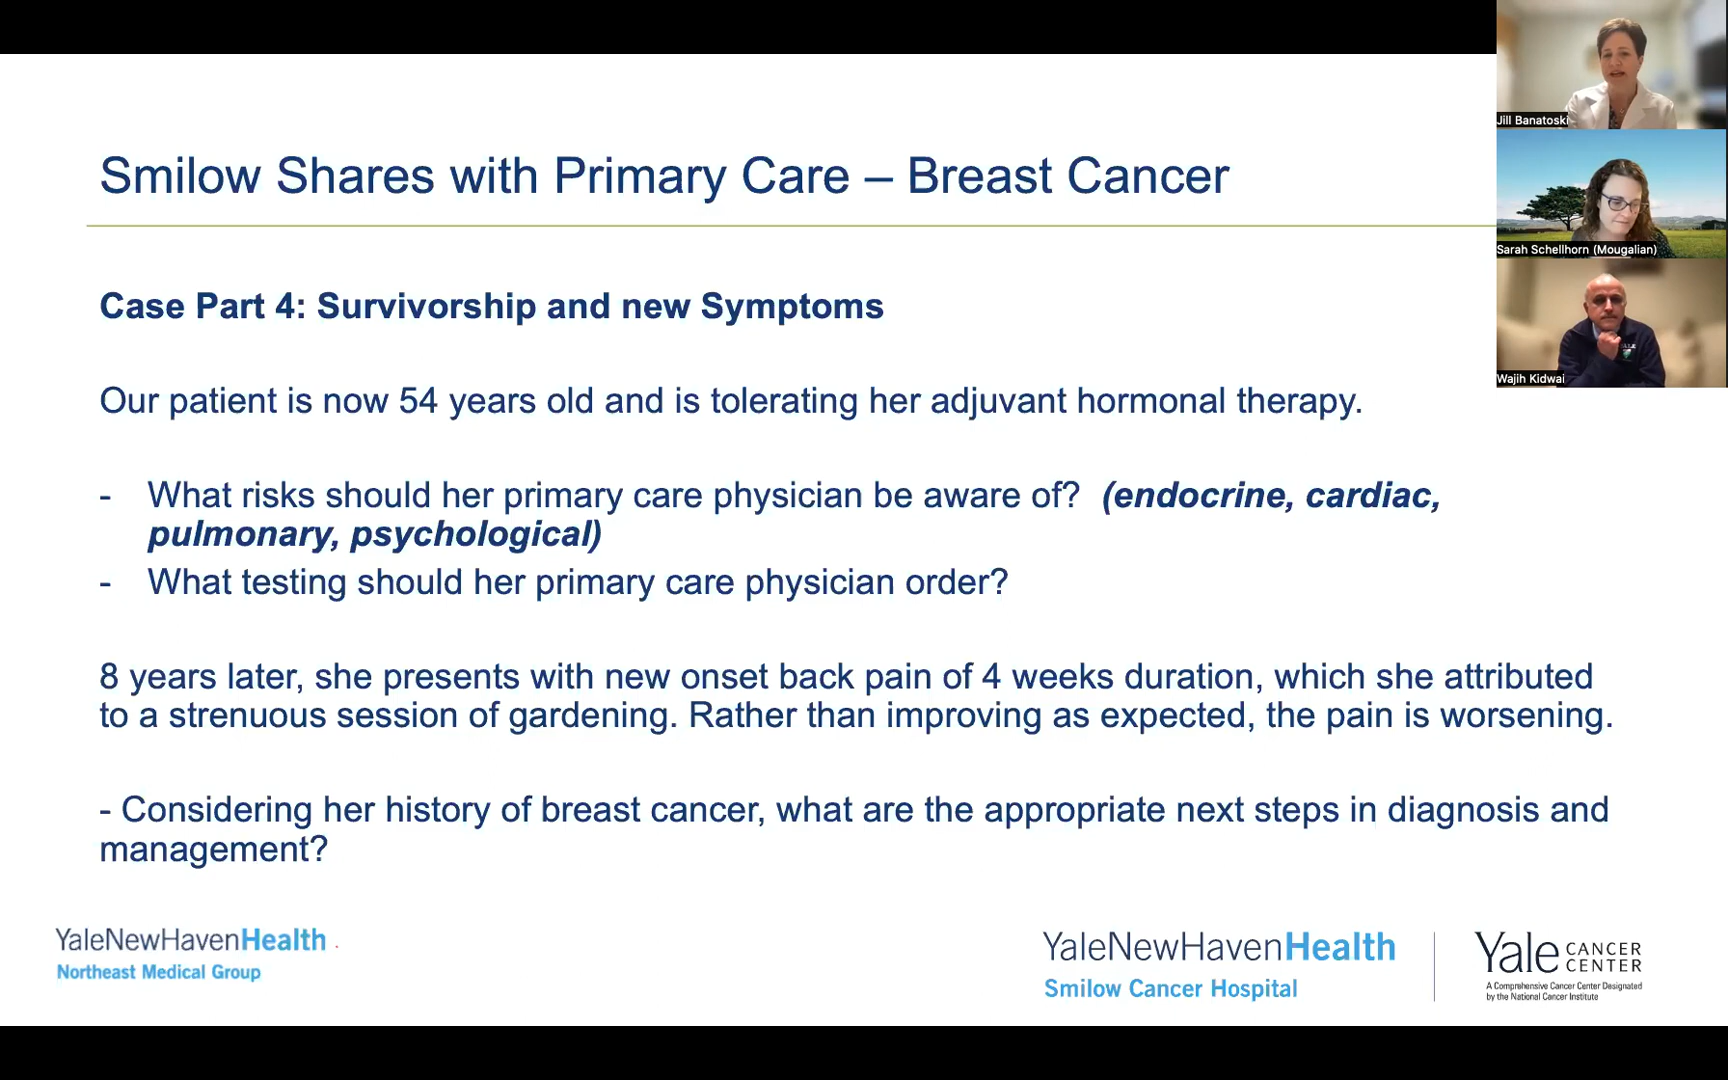 Smilow Shares with Primary Care – Breast Cancer
Case Part 4: Survivorship and new Symptoms
Our patient is now 54 years old and is tolerating her adjuvant hormonal therapy.
- What risks should her primary care physician be aware of? (endocrine, cardiac,
pulmonary, psychological)
- What testing should her primary care physician order?
8 years later, she presents with new onset back pain of 4 weeks duration, which she attributed
to a strenuous session of gardening. Rather than improving as expected, the pain is worsening.
- Considering her history of breast cancer, what are the appropriate next steps in diagnosis and
management?
YaleNewHavenHealth
Northeast Medical Group
YaleNewHavenHealth
Smilow Cancer Hospital
Yale CANCER
CENTER
A Comprehensive Cancer Center Designated
by the National Cancer Institute
Jill Banatoski
Sarah Schellhorn (Mougalian)
Wajih Kidwai